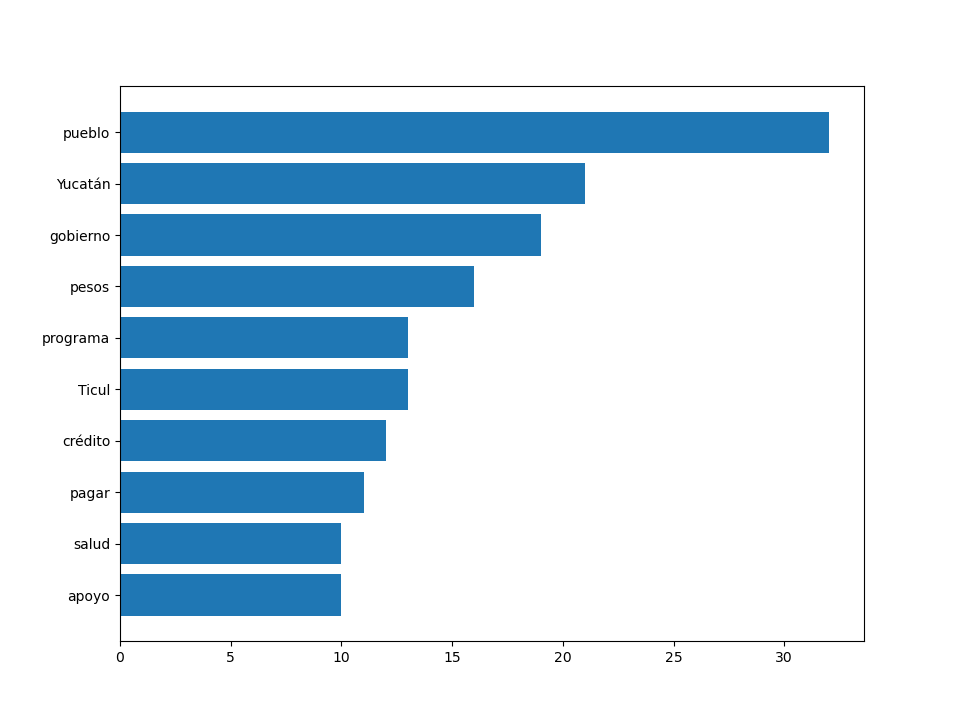 pueblo
Yucatán
gobierno
pesos
programa
Ticul
crédito
pagar
salud
apoyo
0 5 10 15 20 25 30